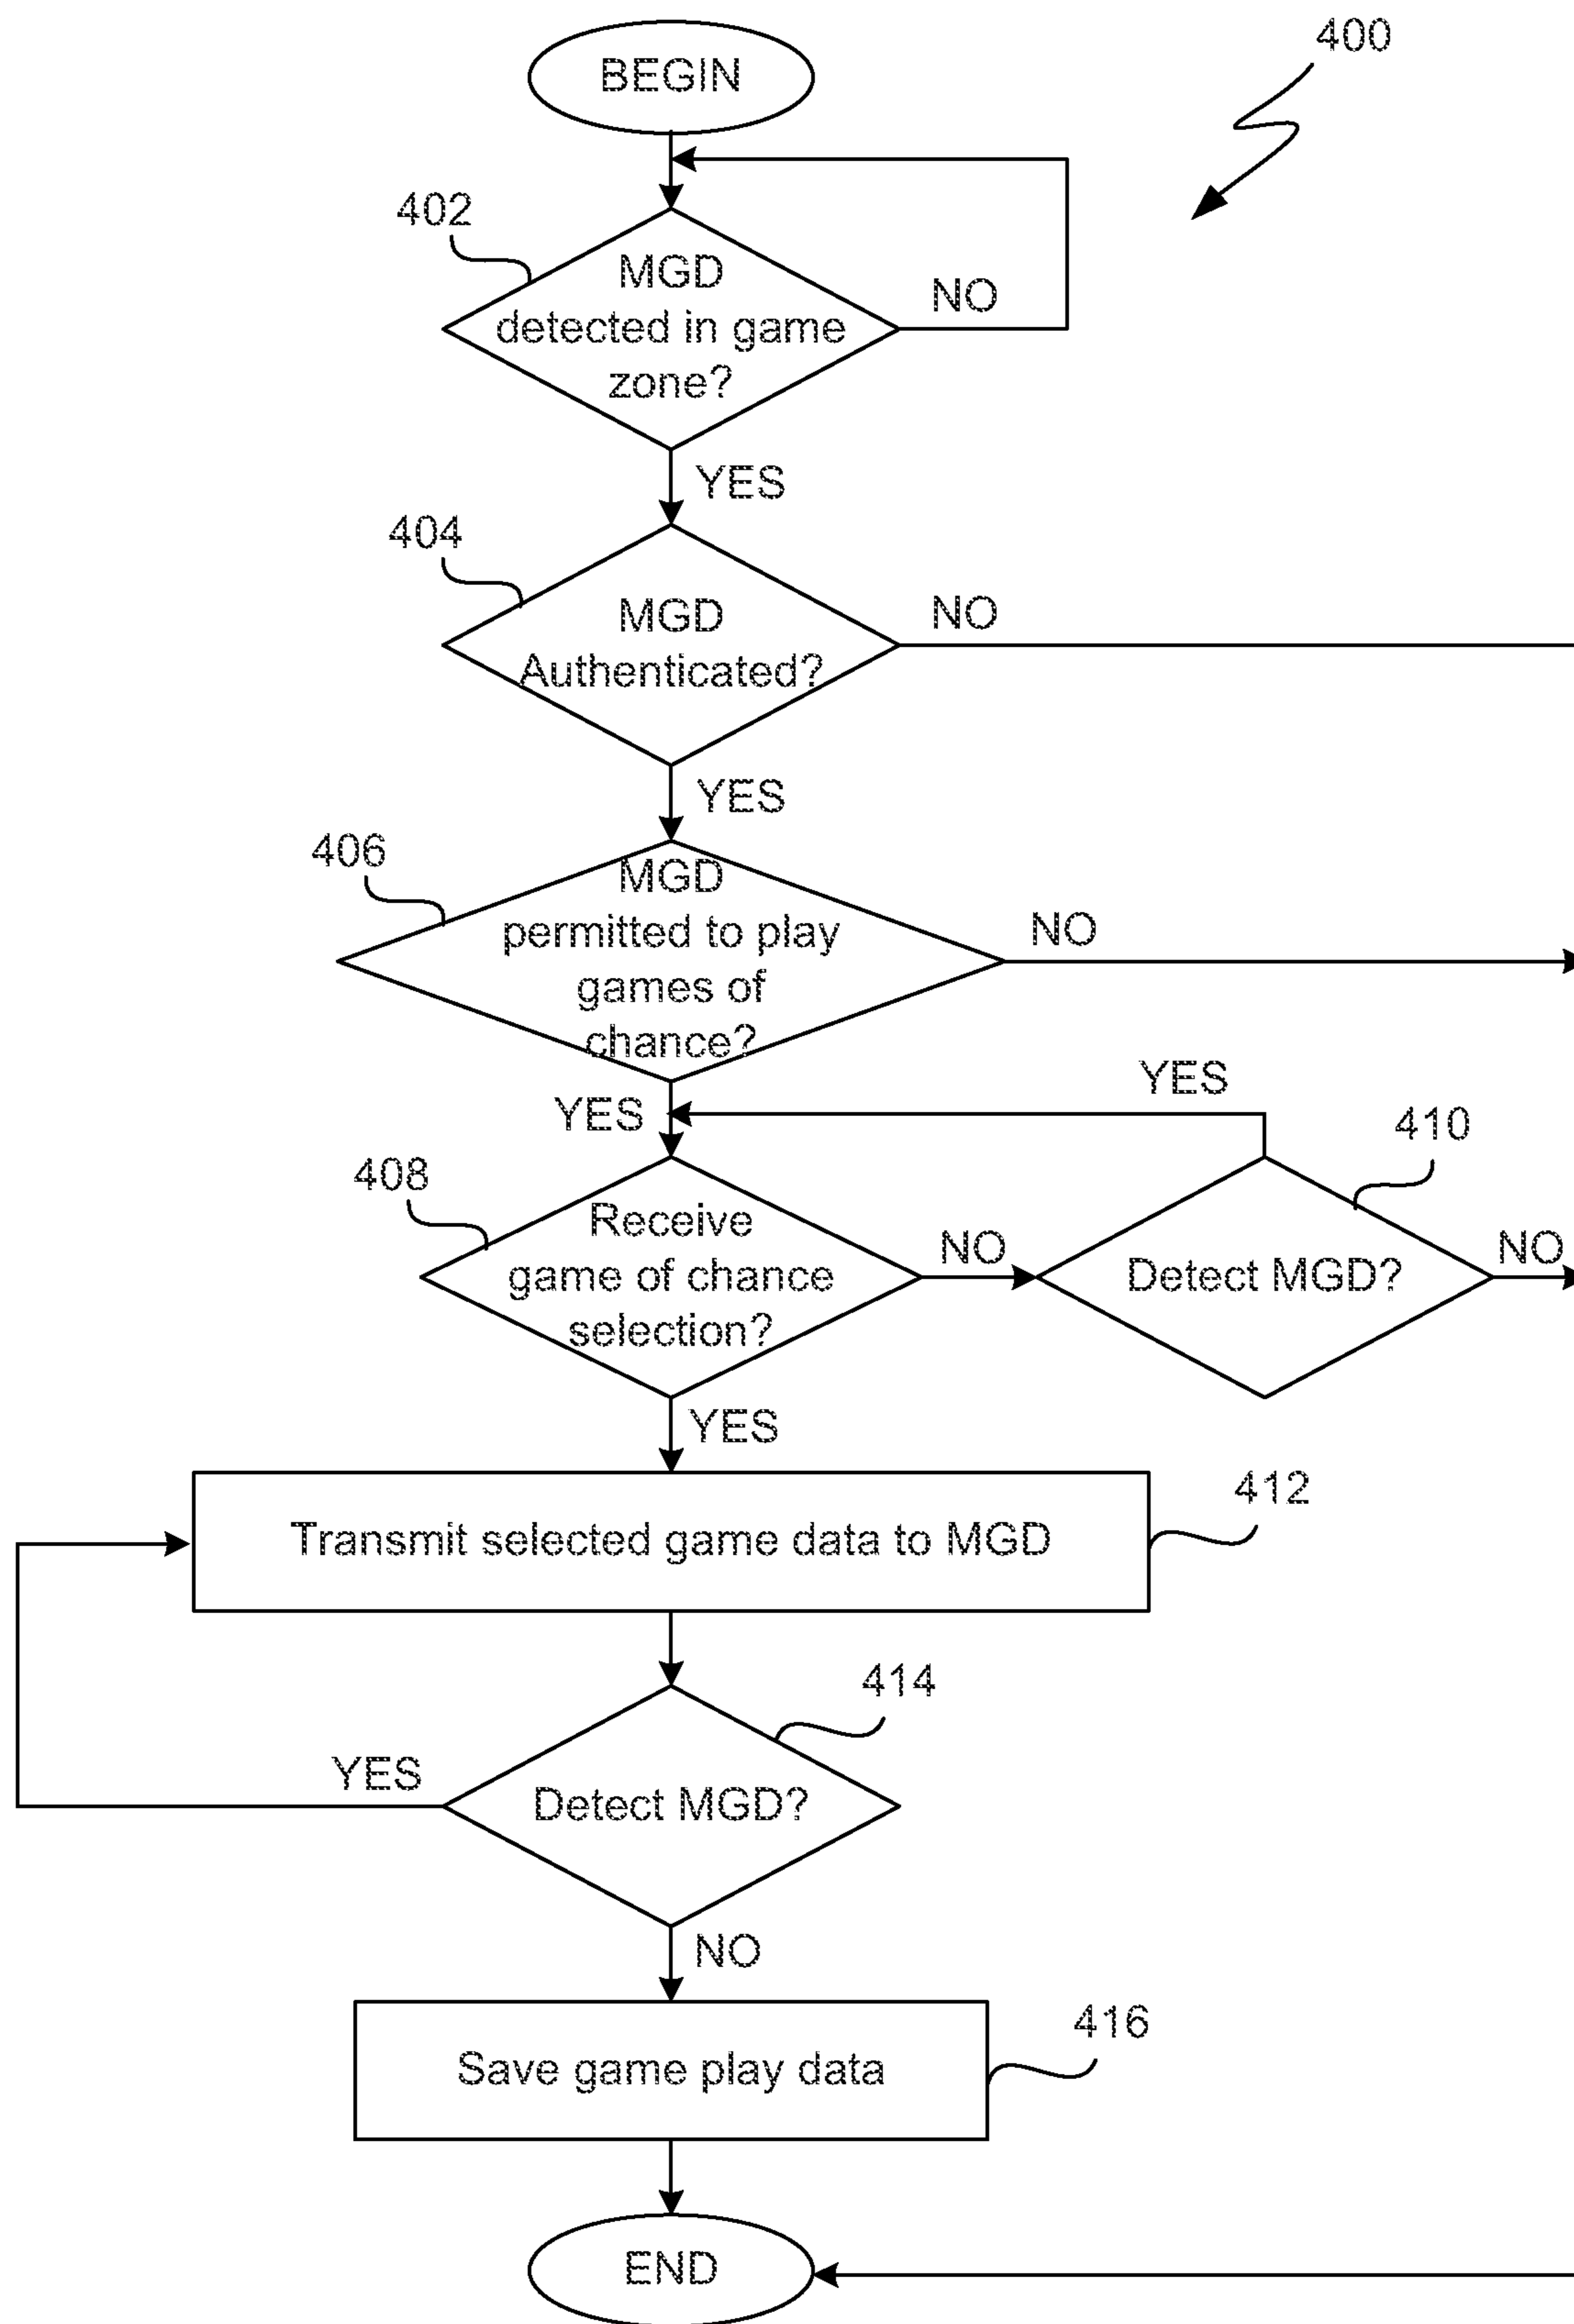 BEGIN
400
402
MGD
detected in game
zone?
NO
YES
404
MGD
Authenticated?
NO
YES
406
MGD
permitted to play
games of
chance?
NO
YES
YES
410
408
Receive
game of chance
selection?
NO
Detect MGD?
NO
YES
412
Transmit selected game data to MGD
414
YES
Detect MGD?
NO
416
Save game play data
END